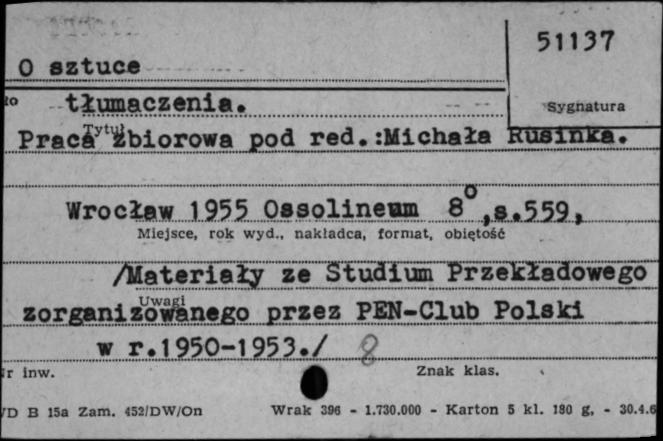 51137
O sztuce
Sygnatura
tłumaczenia.
Tytuł
Praca zbiorowa pod red.:Michała Rusinka.
Wrocław 1955 Ossolineum 8o,s.559,
Miejsce, rok wyd., nakładca, format, objętość
/Materiały ze Studium Przekładowego
Uwagi
zorganizowanego przez PEN-Club Polski
w r.1950-1953./ 8
inw.
Znak klas.
/D B 15a Zam. 452/DW/On Wrak 396 - 1.730.000 - Karton 5 kl. 180 g, - 30.4.6